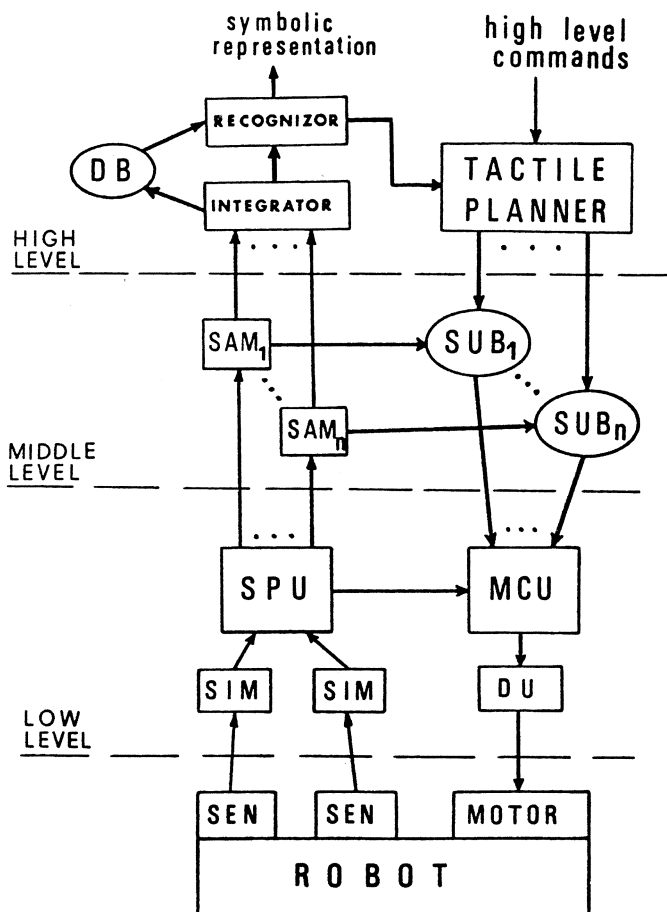 symbolic
representation
high level
commands
RECOGNIZOR
DB
TACTILE
PLANNER
INTEGRATOR
HIGH
LEVEL
. . . .
. . .
SAM1
SUB1
. . . .
. . . .
SAMn
SUBn
MIDDLE
LEVEL
. . . .
. . .
SPU
MCU
SIM
SIM
DU
LOW
LEVEL
SEN
SEN
MOTOR
ROBOT